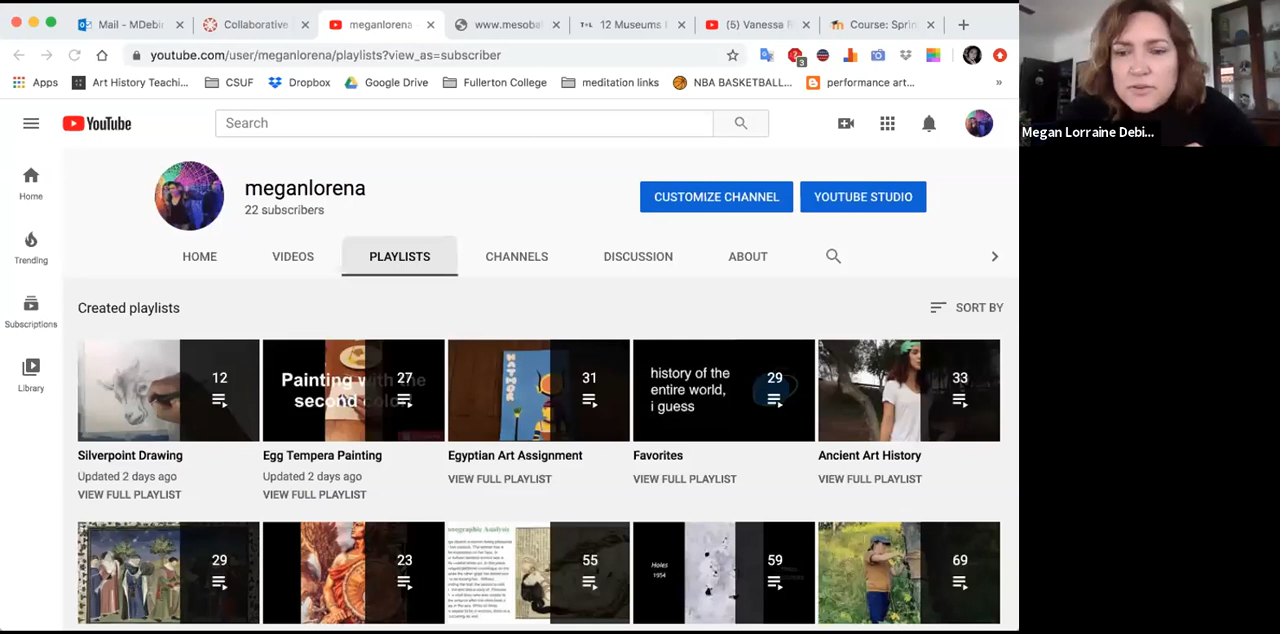 Mail – MDebin
Collaborative
meganlorena
www.mesoba
T+L 12 Museums
(5) Vanessa
Course: Sprin
youtube.com/user/meganlorena/playlists?view_as=subscriber
3
Apps
Art History Teachi...
CSUF
Dropbox
Google Drive
Fullerton College
meditation links
NBA BASKETBALL...
performance art...
»
YouTube
Search
Megan Lorraine Debi...
Home
Trending
Subscriptions
Library
meganlorena
22 subscribers
CUSTOMIZE CHANNEL
YOUTUBE STUDIO
HOME
VIDEOS
PLAYLISTS
CHANNELS
DISCUSSION
ABOUT
Created playlists
SORT BY
12
Painting with the
second color!
27
31
history of the
entire world,
i guess
29
33
Silverpoint Drawing
Updated 2 days ago
VIEW FULL PLAYLIST
Egg Tempera Painting
Updated 2 days ago
VIEW FULL PLAYLIST
Egyptian Art Assignment
VIEW FULL PLAYLIST
Favorites
VIEW FULL PLAYLIST
Ancient Art History
VIEW FULL PLAYLIST
29
23
55
Holes
1954
59
69